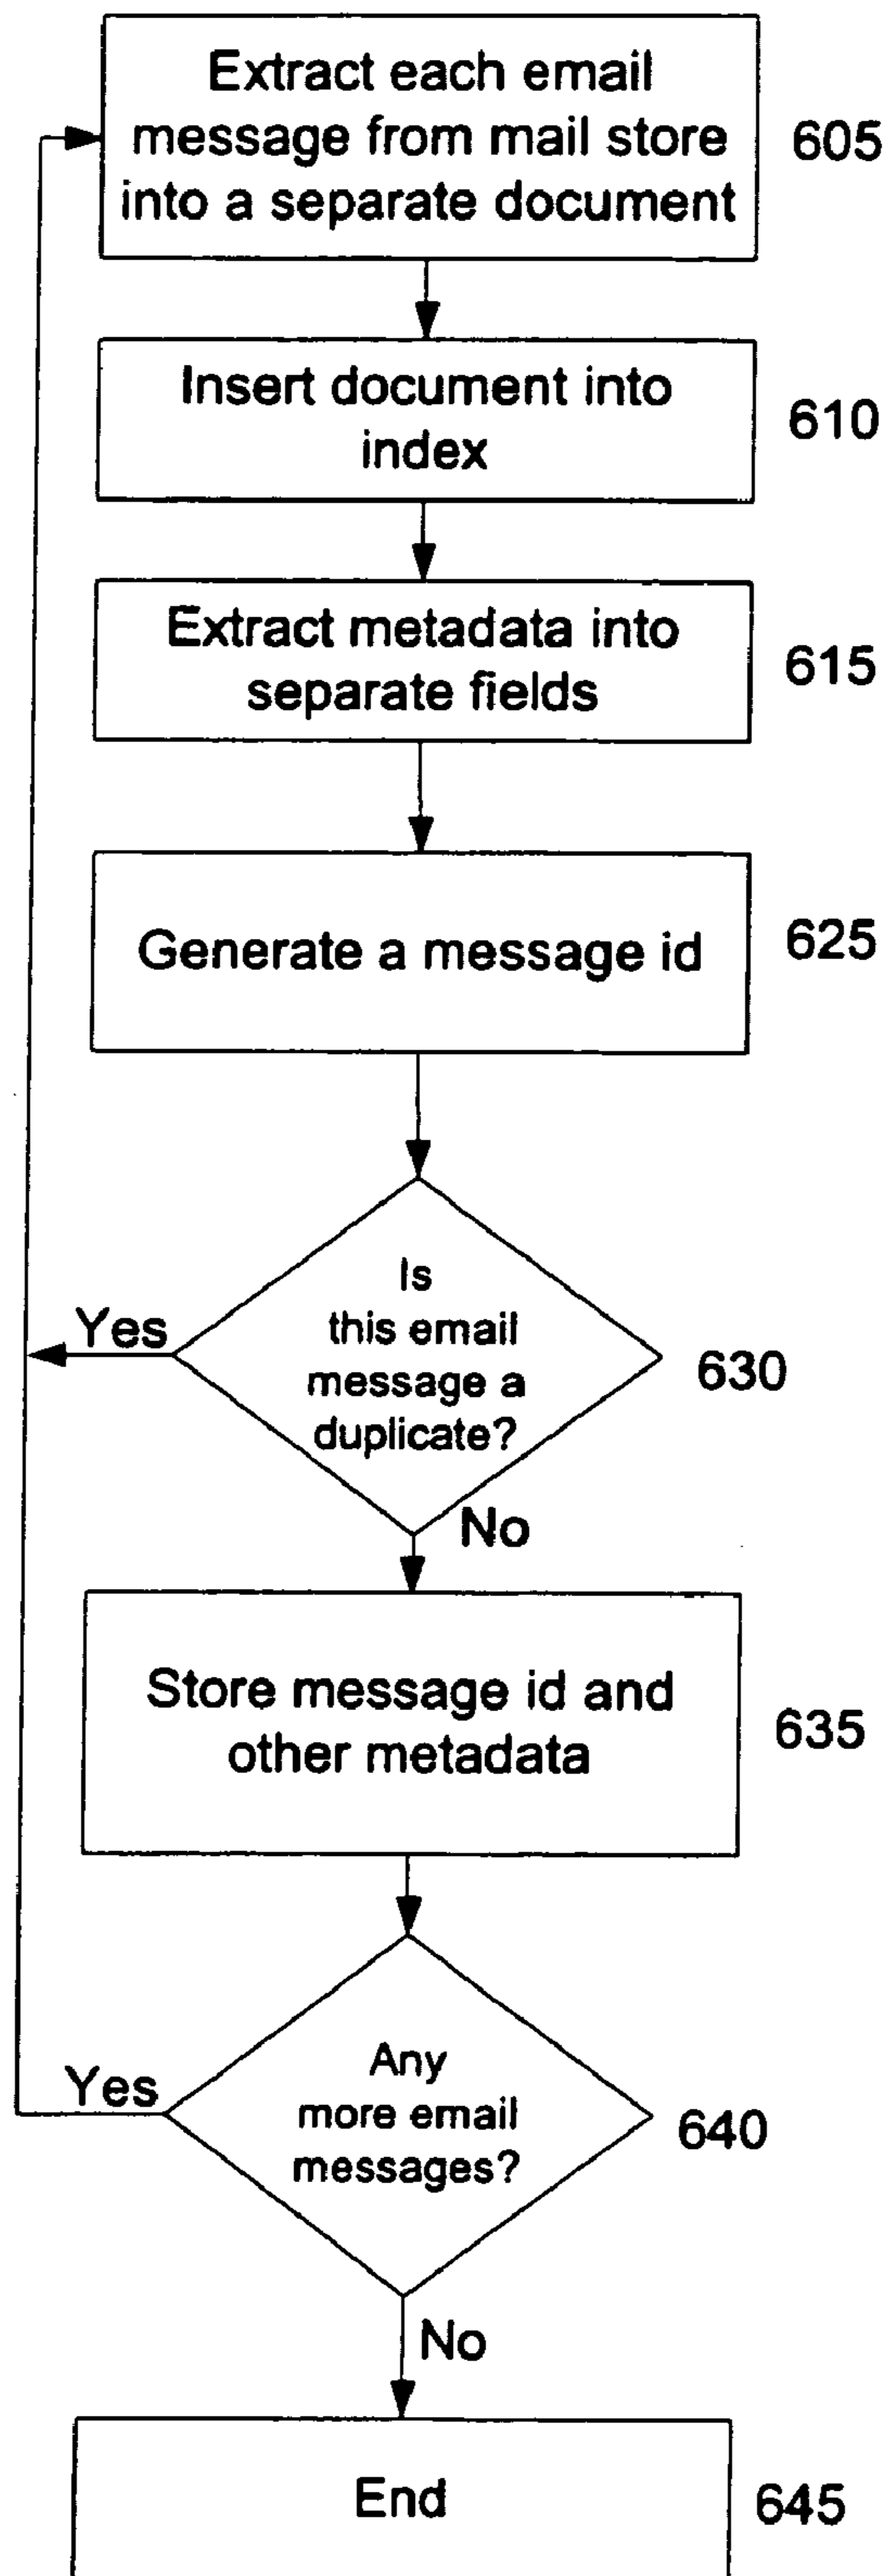 Extract each email
message from mail store
into a separate document
605
Insert document into
index
610
Extract metadata into
separate fields
615
Generate a message id
625
Is
this email
message a
duplicate?
Yes
630
No
Store message id and
other metadata
635
Any
more email
messages?
Yes
640
No
End
645